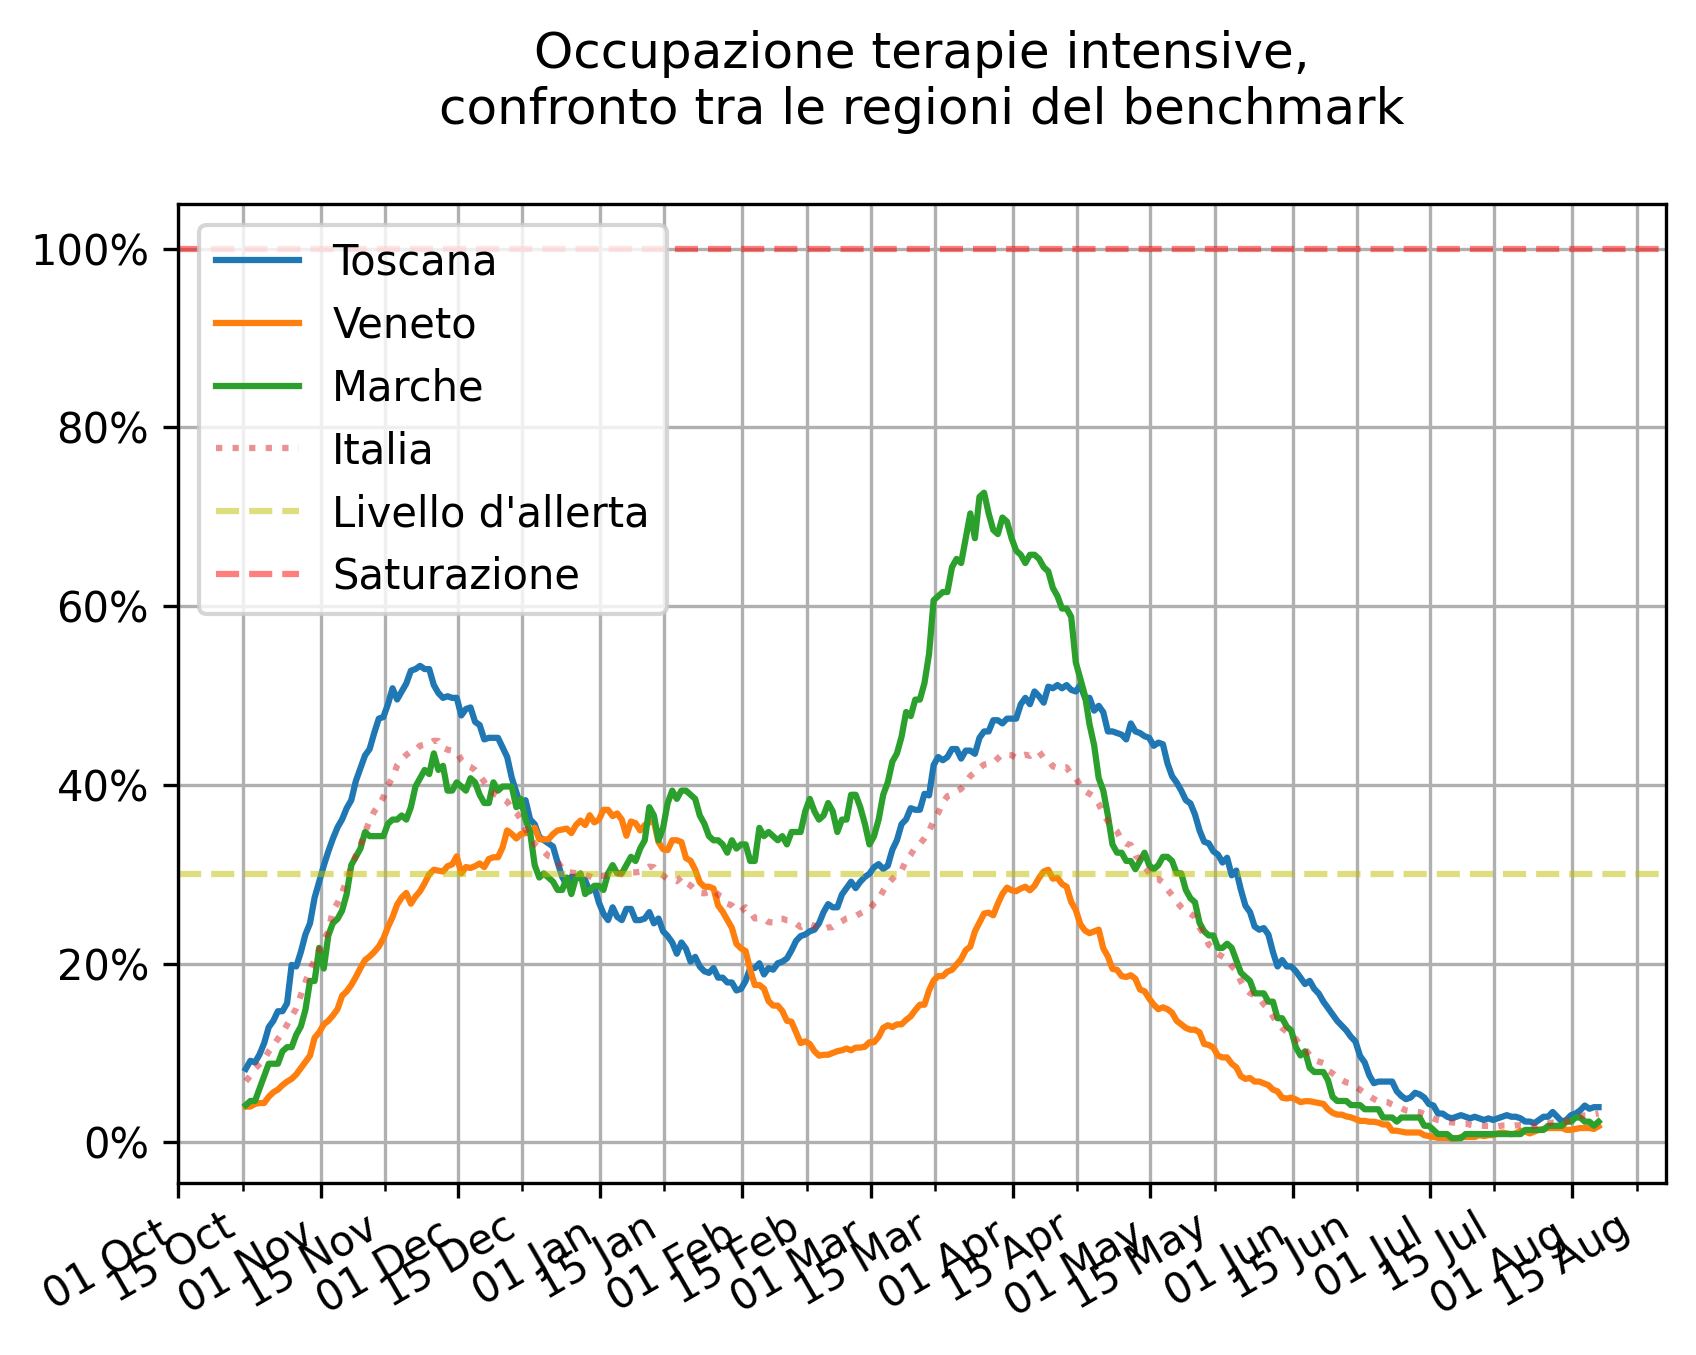 Occupazione terapie intensive,
confronto tra le regioni del benchmark
100%
80%
60%
40%
20%
0%
Toscana
Veneto
Marche
Italia
Livello d'allerta
Saturazione
01 Oct
15 Oct
01 Nov
15 Nov
01 Dec
15 Dec
01 Jan
15 Jan
01 Feb
15 Feb
01 Mar
15 Mar
01 Apr
15 Apr
01 May
15 May
01 Jun
15 Jun
01 Jul
15 Jul
01 Aug
15 Aug